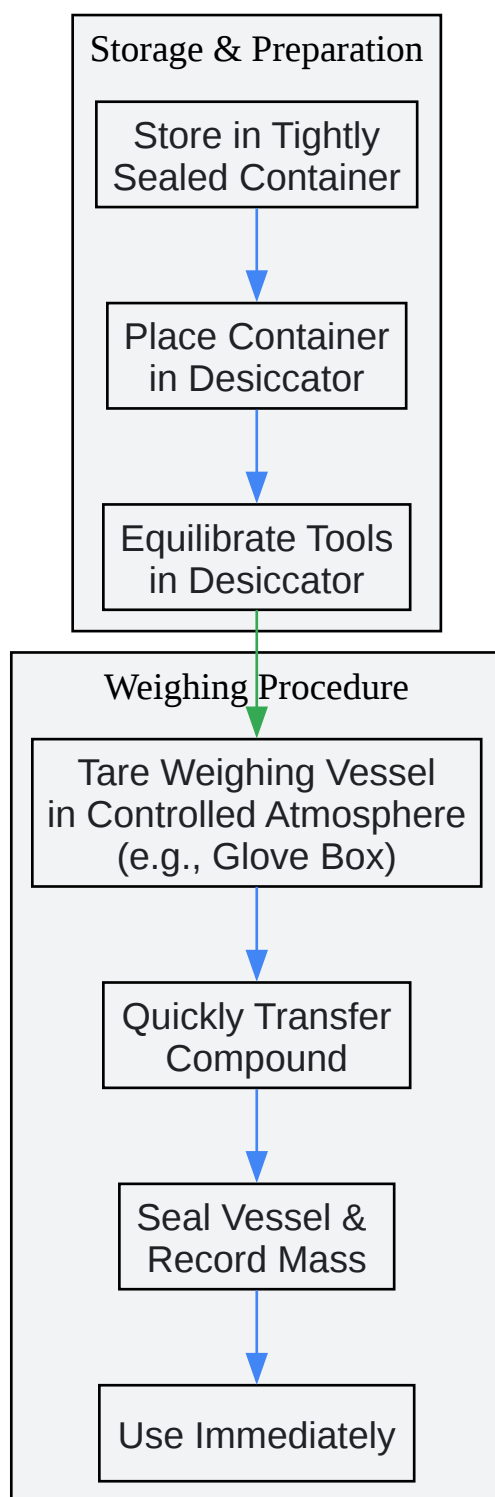 Storage & Preparation
Store in Tightly
Sealed Container
Place Container
in Desiccator
Equilibrate Tools
in Desiccator
Weighing Procedure
Tare Weighing Vessel
in Controlled Atmosphere
(e.g., Glove Box)
Quickly Transfer
Compound
Seal Vessel &
Record Mass
Use Immediately